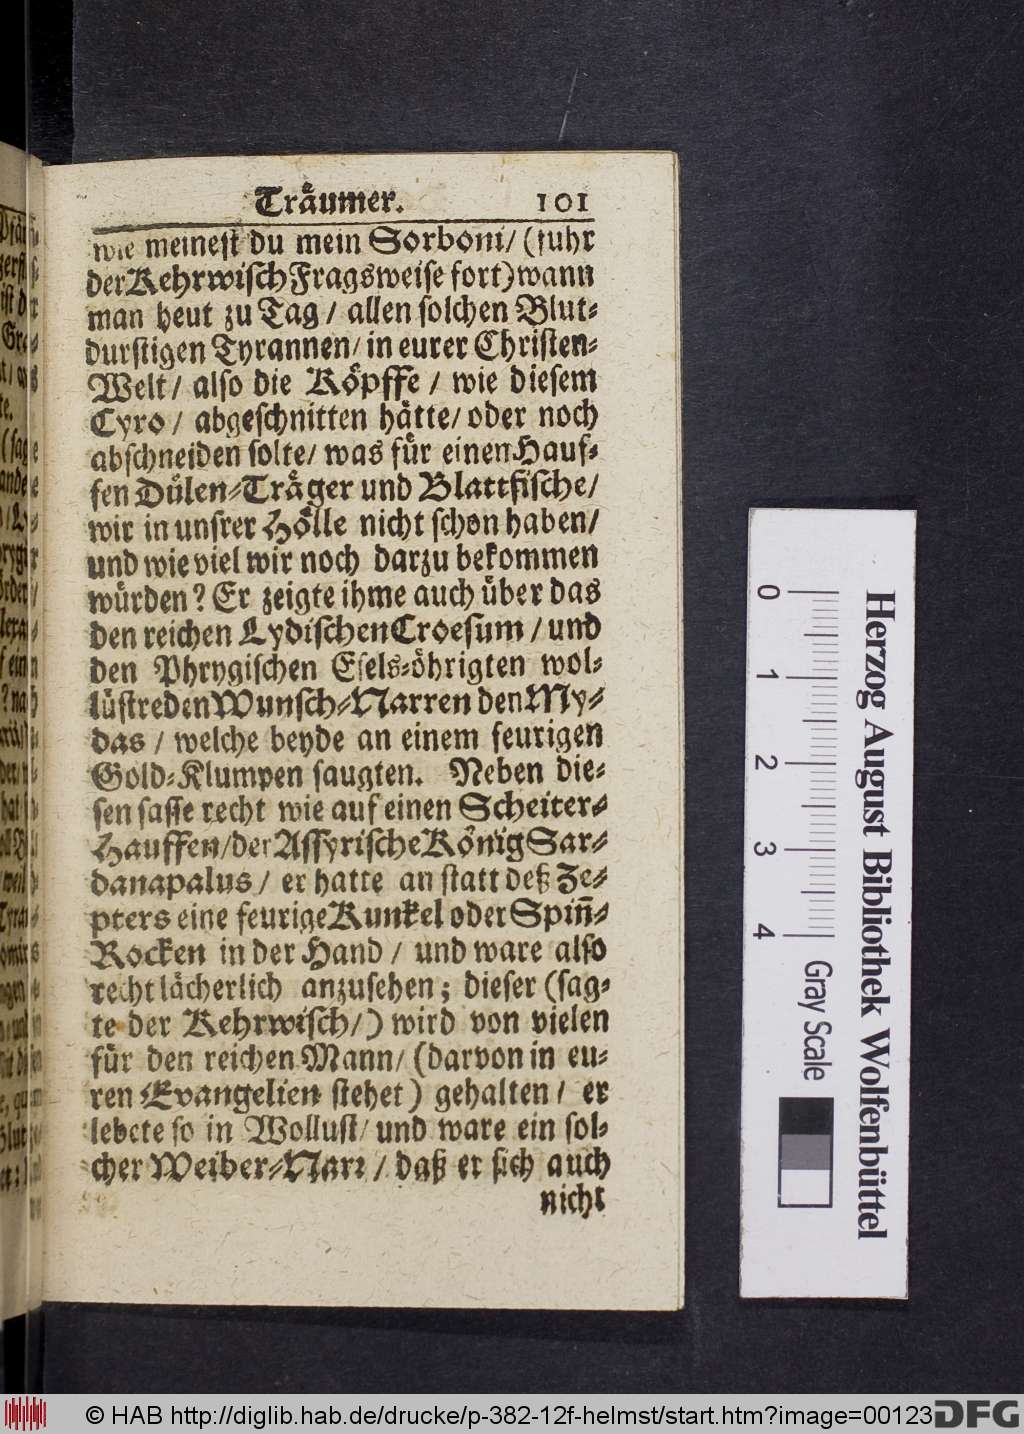 Träumer. 101
wie meinest du mein Sorboni/ (fuhr
der Kehrwisch Fragsweise fort) wann
man heut zu Tag/ allen solchen Blut-
durstigen Tyrannen/ in eurer Christen-
Welt/ also die Köpffe/ wie diesem
Cyro/ abgeschnitten hätte/ oder noch
abschneiden solte/ was für einen Hauf-
fen Dülen-Träger und Blattfische/
wir in unsrer Hölle nicht schon haben/
und wie viel wir noch darzu bekommen
würden? Er zeigte ihme auch über das
den reichen Lydischen Croesum/ und
den Phrygischen Esels-öhrigten wol-
lüstreden Wunsch-Narren den My-
das/ welche beyde an einem feurigen
Gold-Klumpen saugten. Neben die-
sen sasse recht wie auf einen Scheiter-
Hauffen/ der Assyrische König Sar-
danapalus/ er hatte an statt deß Ze-
pters eine feurige Kunkel oder Spiñ-
Rocken in der Hand/ und ware also
recht lächerlich anzusehen; dieser (sag-
te der Kehrwisch/) wird von vielen
für den reichen Mann/ (darvon in eu-
ren Evangelien stehet) gehalten/ er
lebete so in Wollust/ und ware ein sol-
cher Weiber-Narr/ daß er sich auch
nicht
0 1 2 3 4
Gray Scale
Herzog August Bibliothek Wolfenbüttel
© HAB http://diglib.hab.de/drucke/p-382-12f-helmst/start.htm?image=00123
DFG